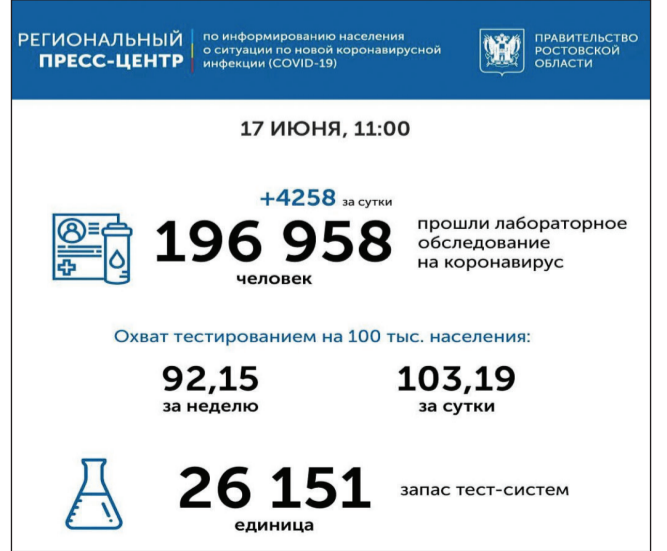 РЕГИОНАЛЬНЫЙ
ПРЕСС-ЦЕНТР
по информированию населения
о ситуации по новой коронавирусной
инфекции (COVID-19)
ПРАВИТЕЛЬСТВО
РОСТОВСКОЙ
ОБЛАСТИ
17 ИЮНЯ, 11:00
+4258 за сутки
196 958
человек
прошли лабораторное
обследование
на коронавирус
Охват тестированием на 100 тыс. населения:
92,15
за неделю
103,19
за сутки
26 151
единица
запас тест-систем